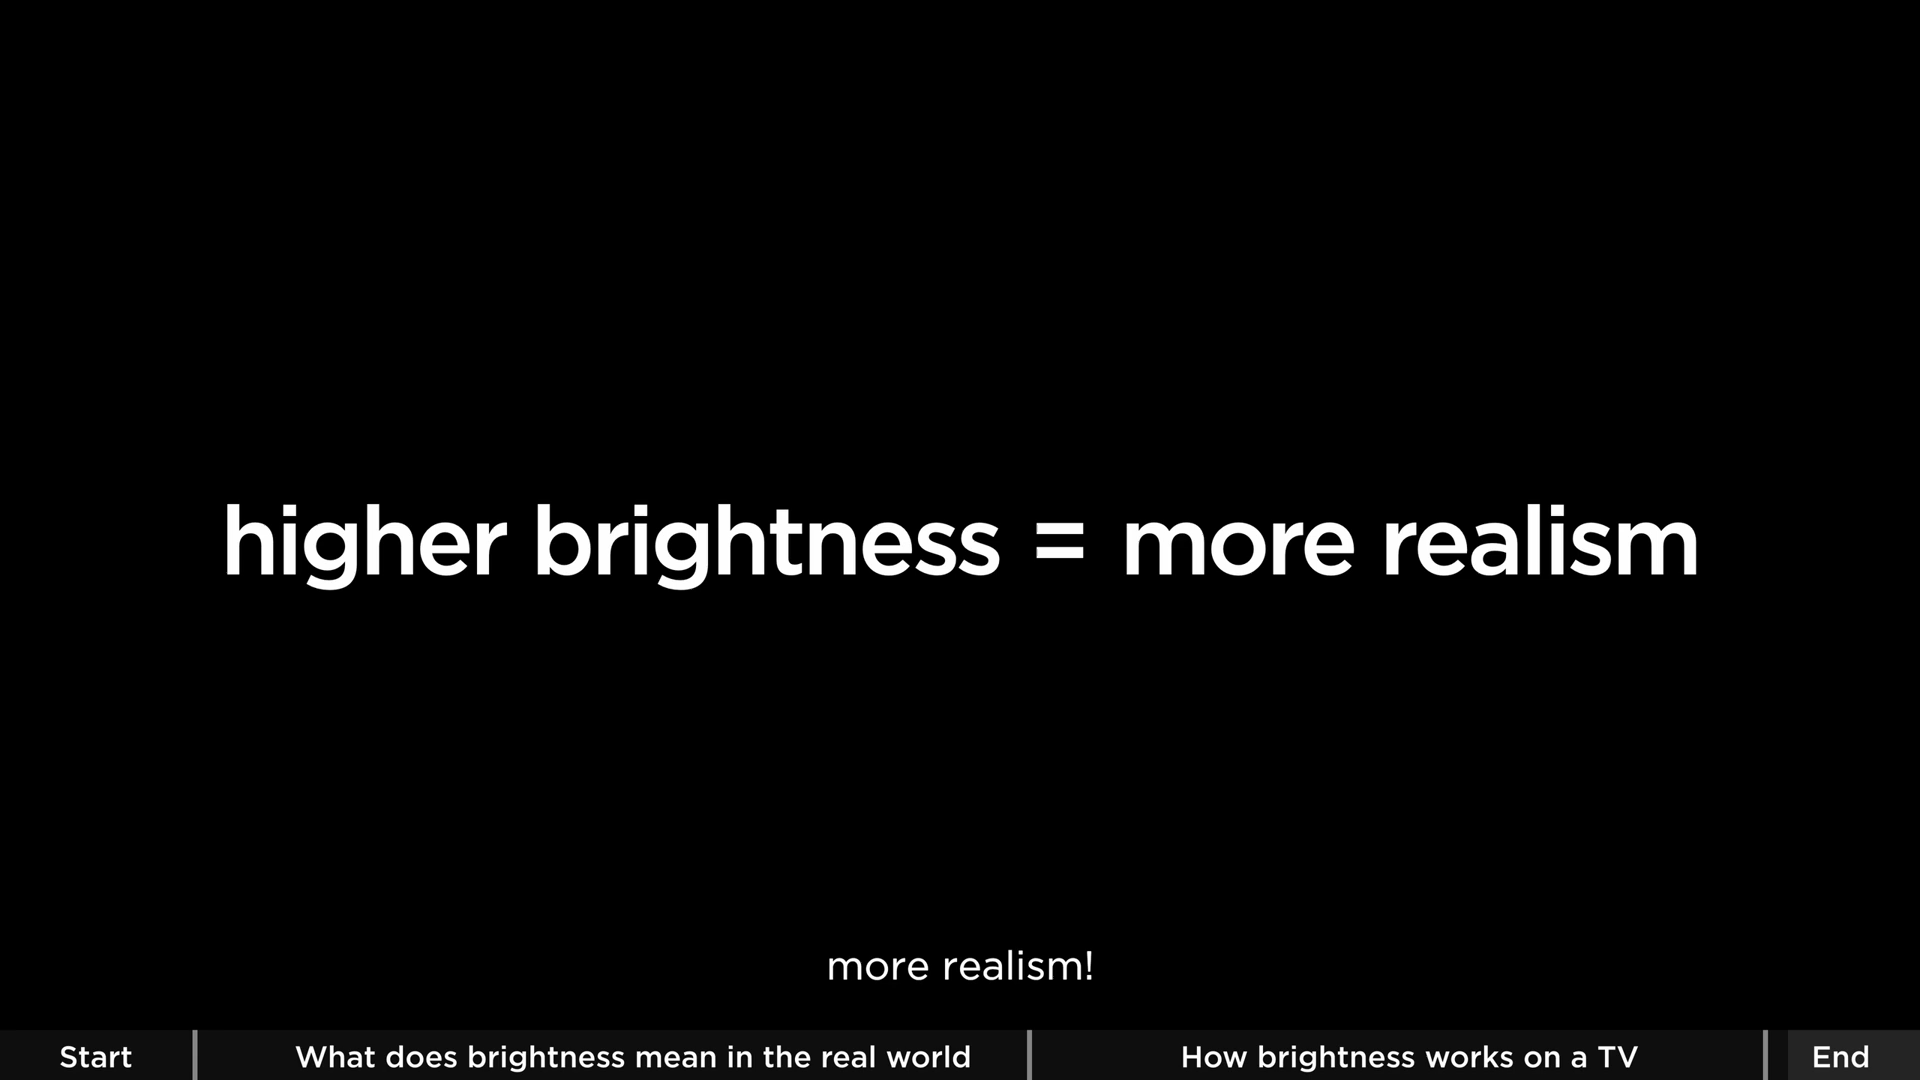 higher brightness = more realism
more realism!
Start
What does brightness mean in the real world
How brightness works on a TV
End